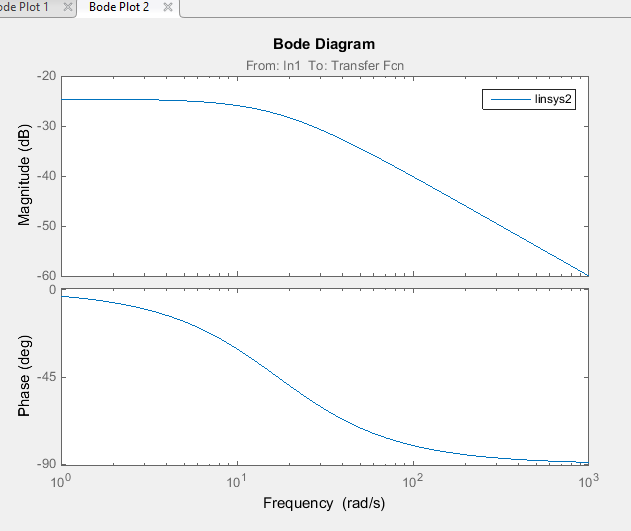 ode Plot 1 × Bode Plot 2 ×
Bode Diagram
From: In1 To: Transfer Fcn
linsys2
Magnitude (dB)
-20
-30
-40
-50
-60
Phase (deg)
0
-45
-90
10^0 10^1 10^2 10^3
Frequency (rad/s)